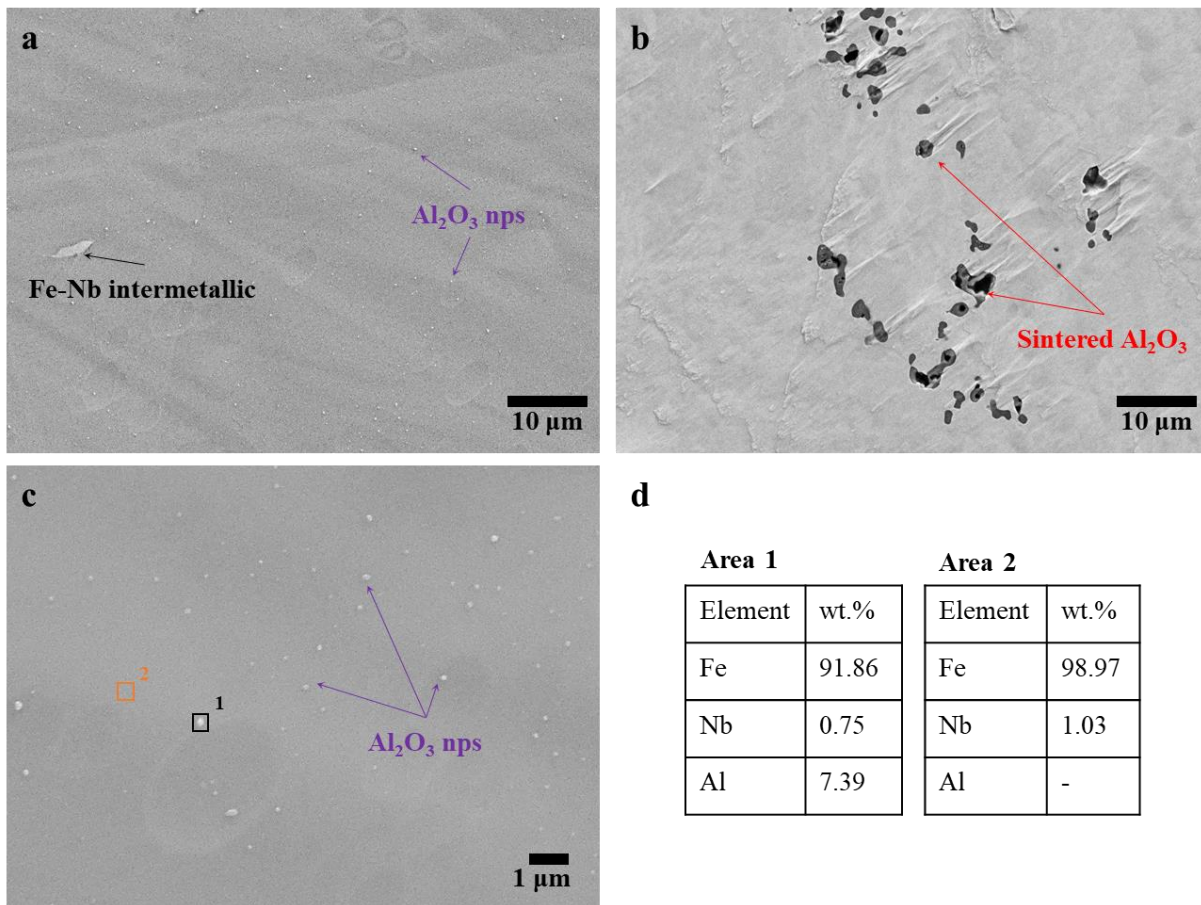 a
Al₂O₃ nps
Fe-Nb intermetallic
10 µm
b
Sintered Al₂O₃
10 µm
c
2
1
Al₂O₃ nps
1 µm
d
Area 1
Element wt.%
Fe 91.86
Nb 0.75
Al 7.39
Area 2
Element wt.%
Fe 98.97
Nb 1.03
Al -